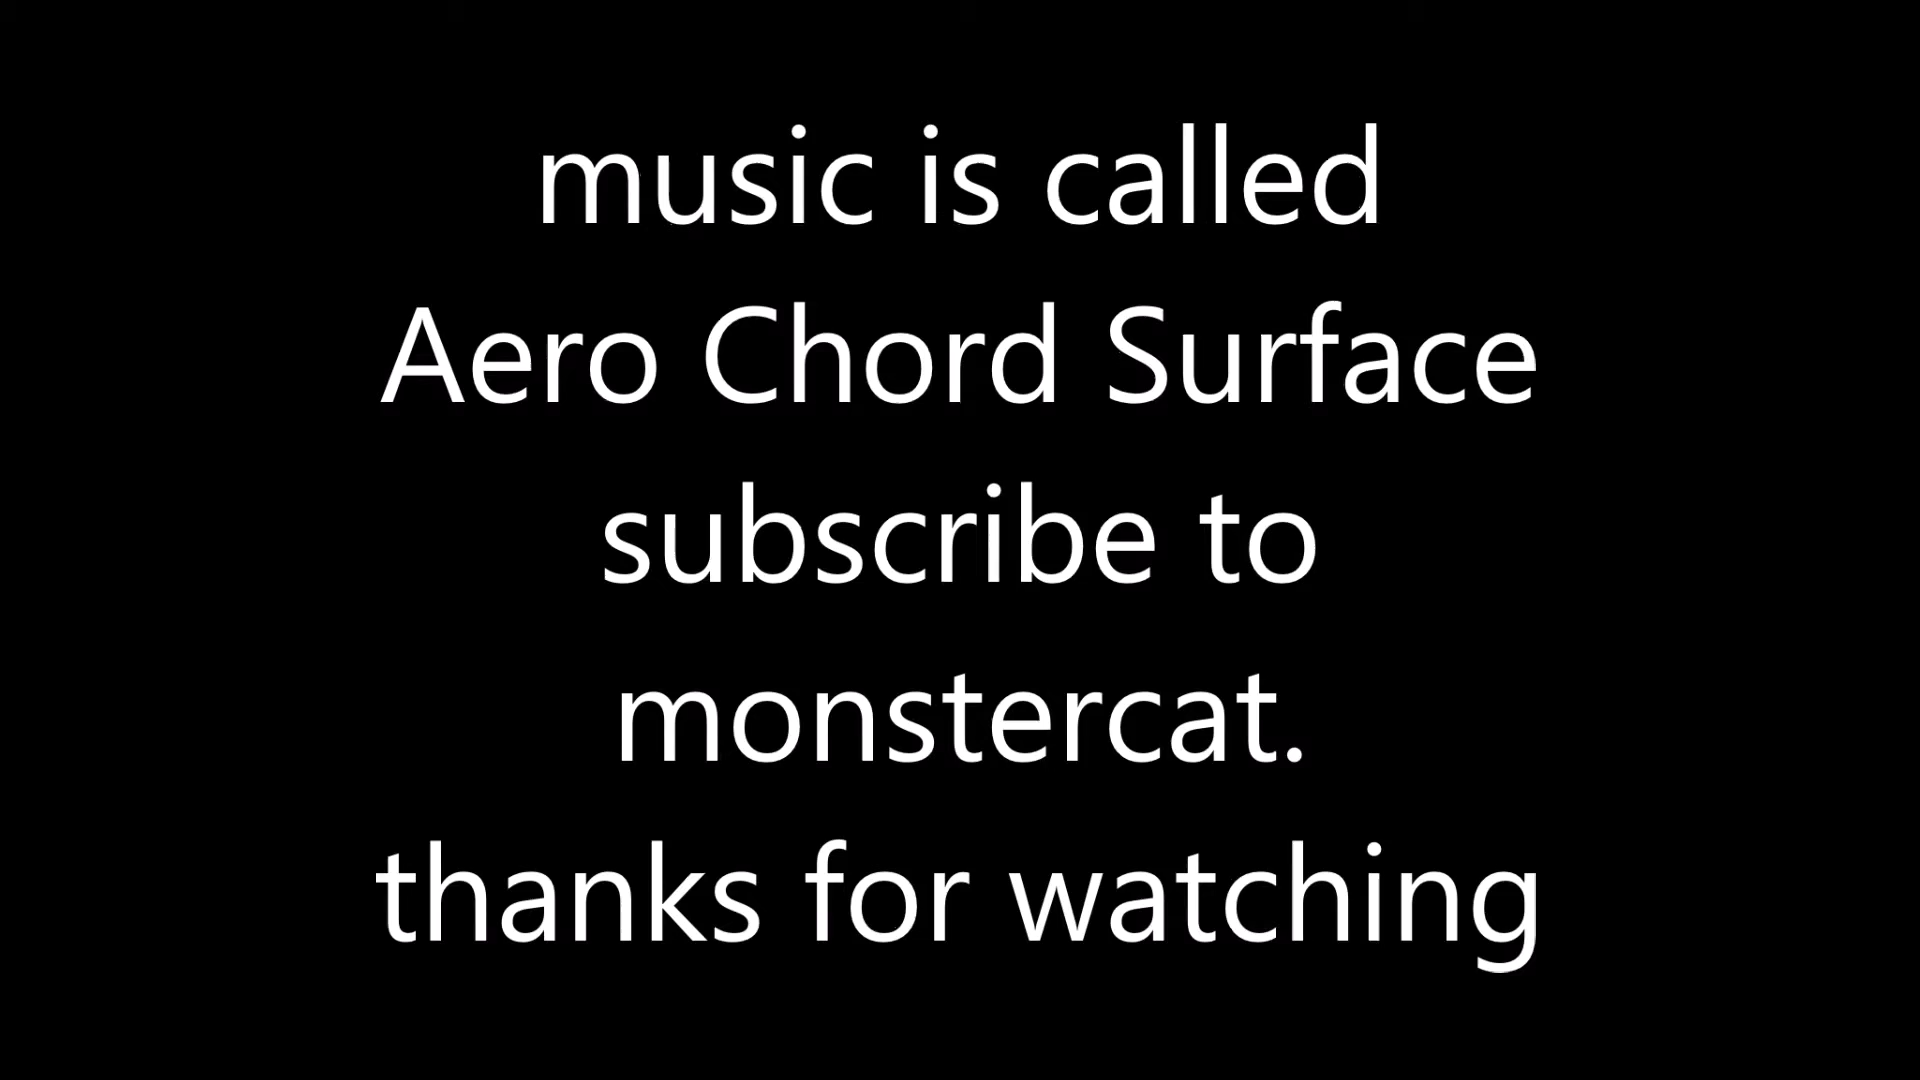 music is called
Aero Chord Surface
subscribe to
monstercat.
thanks for watching